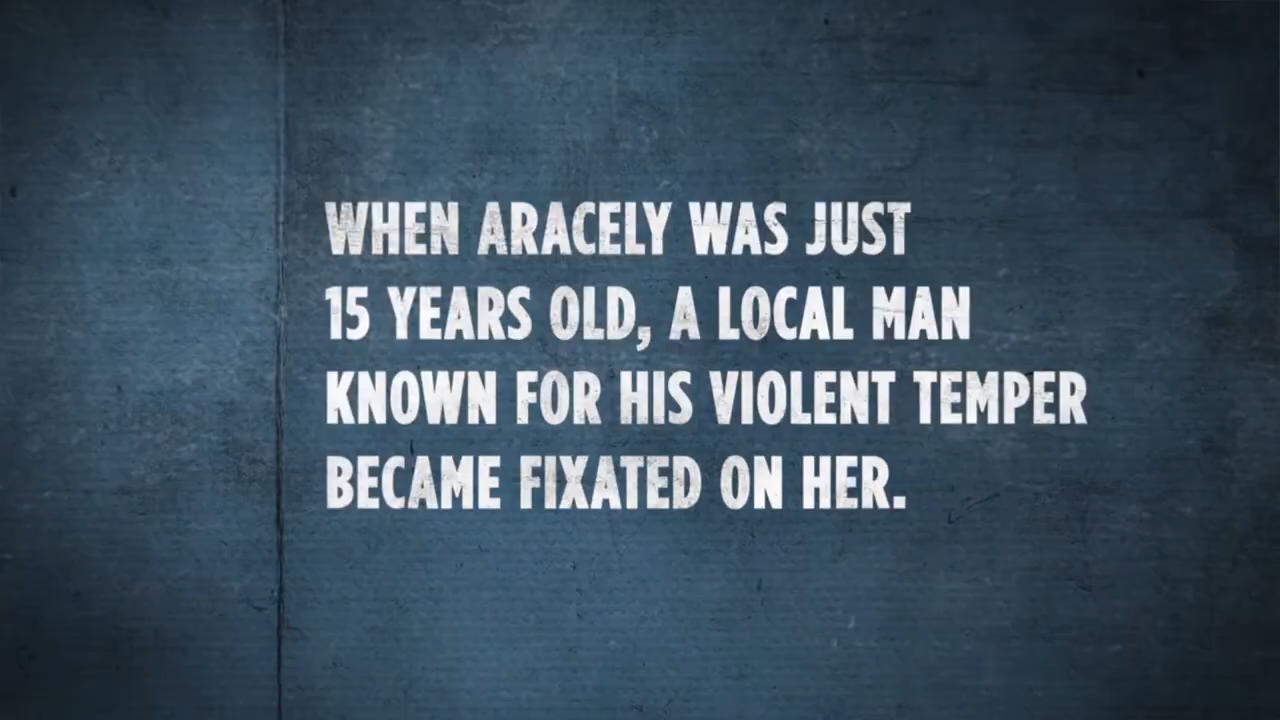 WHEN ARACELY WAS JUST
15 YEARS OLD, A LOCAL MAN
KNOWN FOR HIS VIOLENT TEMPER
BECAME FIXATED ON HER.